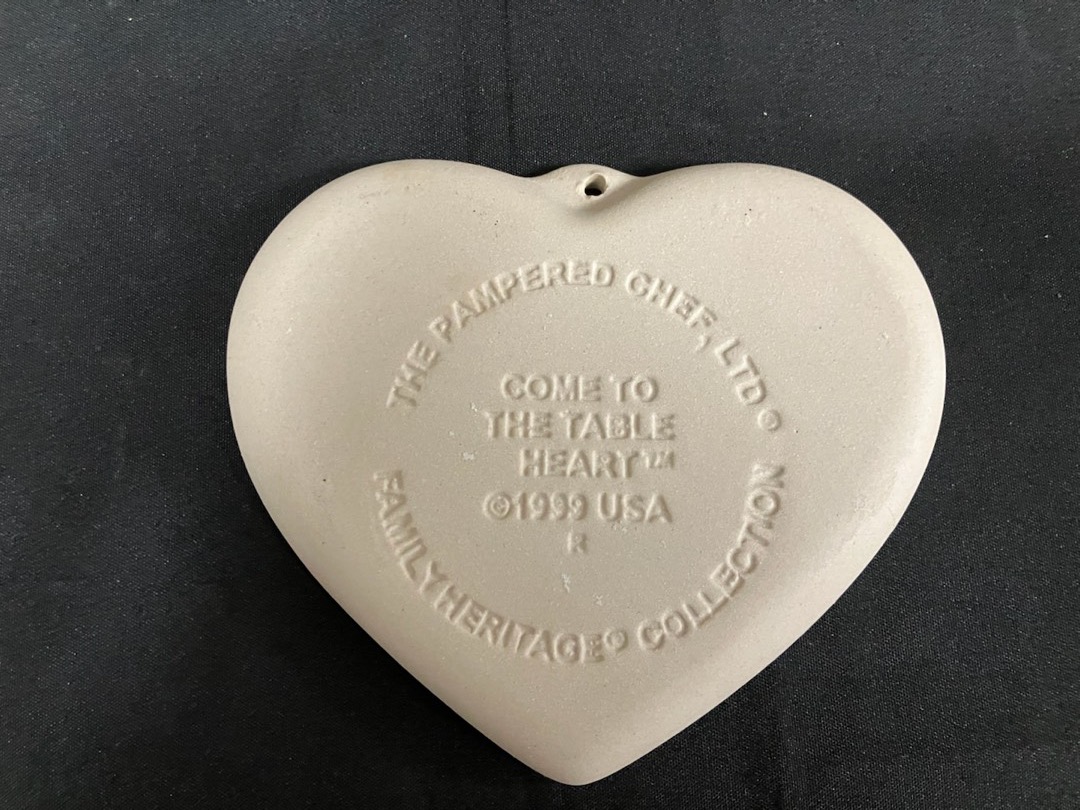 THE PAMPERED CHEF, LTD®
COME TO
THE TABLE
HEART™
©1999 USA
R
FAMILY HERITAGE® COLLECTION